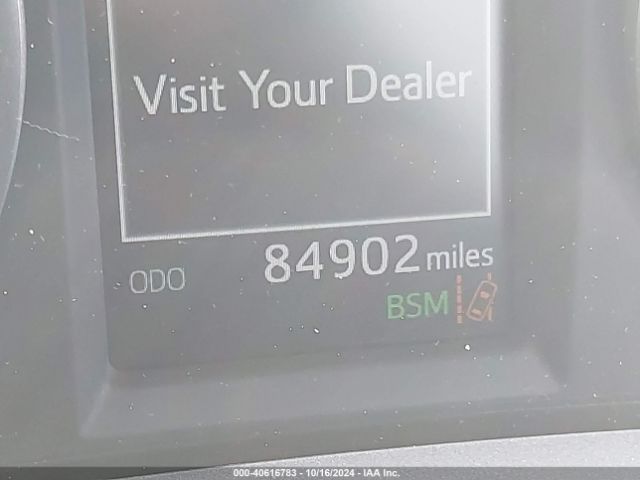 Visit Your Dealer
ODO 84902 miles
BSM
000-40616783 - 10/16/2024 - IAA Inc.